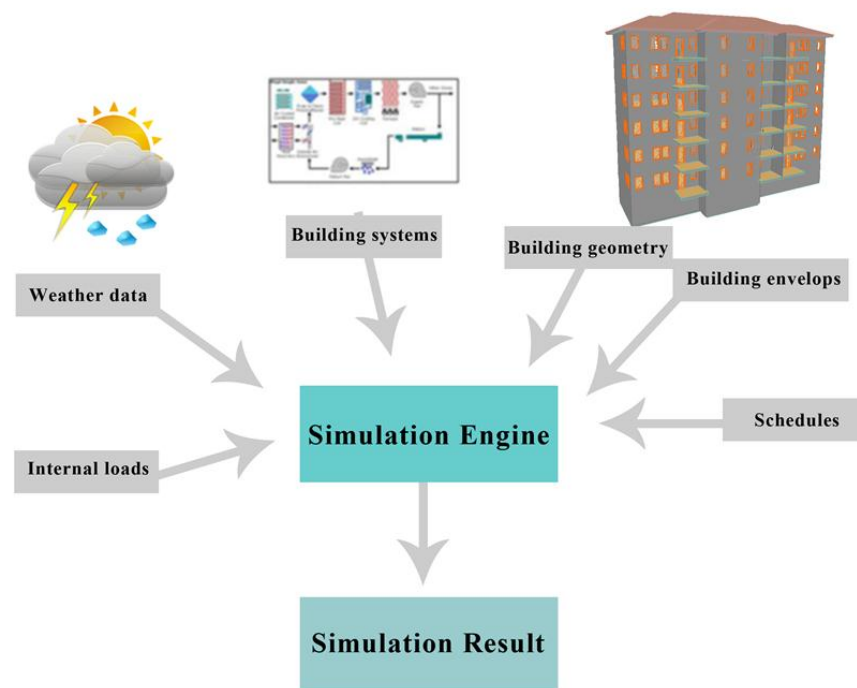 Building systems
Building geometry
Building envelops
Weather data
Simulation Engine
Schedules
Internal loads
Simulation Result